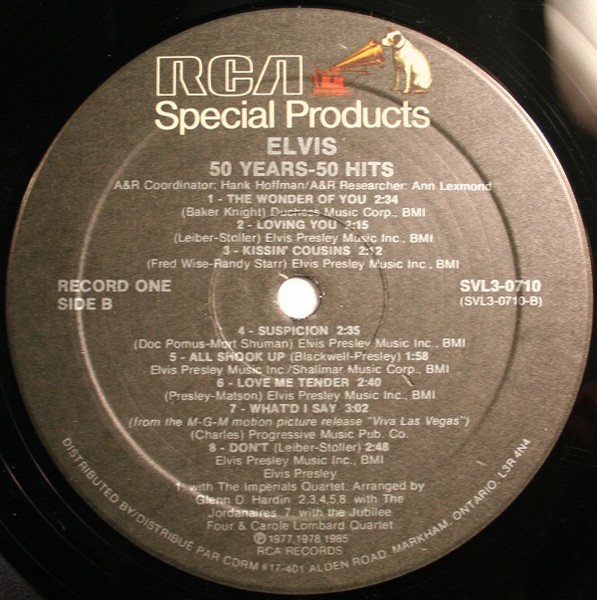 RCA
Special Products
ELVIS
50 YEARS-50 HITS
A&R Coordinator: Hank Hoffman/A&R Researcher: Ann Lexmond
1 - THE WONDER OF YOU 2:34
(Baker Knight) Duchess Music Corp., BMI
2 - LOVING YOU 2:15
(Leiber-Stoller) Elvis Presley Music Inc., BMI
3 - KISSIN' COUSINS 2:12
(Fred Wise-Randy Starr) Elvis Presley Music Inc., BMI
RECORD ONE
SIDE B
SVL3-0710
(SVL3-0710-B)
4 - SUSPICION 2:35
(Doc Pomus-Mort Shuman) Elvis Presley Music Inc., BMI
5 - ALL SHOOK UP (Blackwell-Presley) 1:58
Elvis Presley Music Inc./Shalimar Music Corp., BMI
6 - LOVE ME TENDER 2:40
(Presley-Matson) Elvis Presley Music Inc., BMI
7 - WHAT'D I SAY 3:02
(from the M-G-M motion picture release "Viva Las Vegas")
(Charles) Progressive Music Pub. Co.
8 - DON'T (Leiber-Stoller) 2:48
Elvis Presley Music Inc., BMI
Elvis Presley
1. with The Imperials Quartet: Arranged by
Glenn D. Hardin 2,3,4,5,8. with The
Jordanaires 7. with the Jubilee
Four & Carole Lombard Quartet
℗ 1977,1978,1985
RCA RECORDS
DISTRIBUTED BY/DISTRIBUÉ PAR CDRM #17-401 ALDEN ROAD, MARKHAM, ONTARIO, L3R 4N4